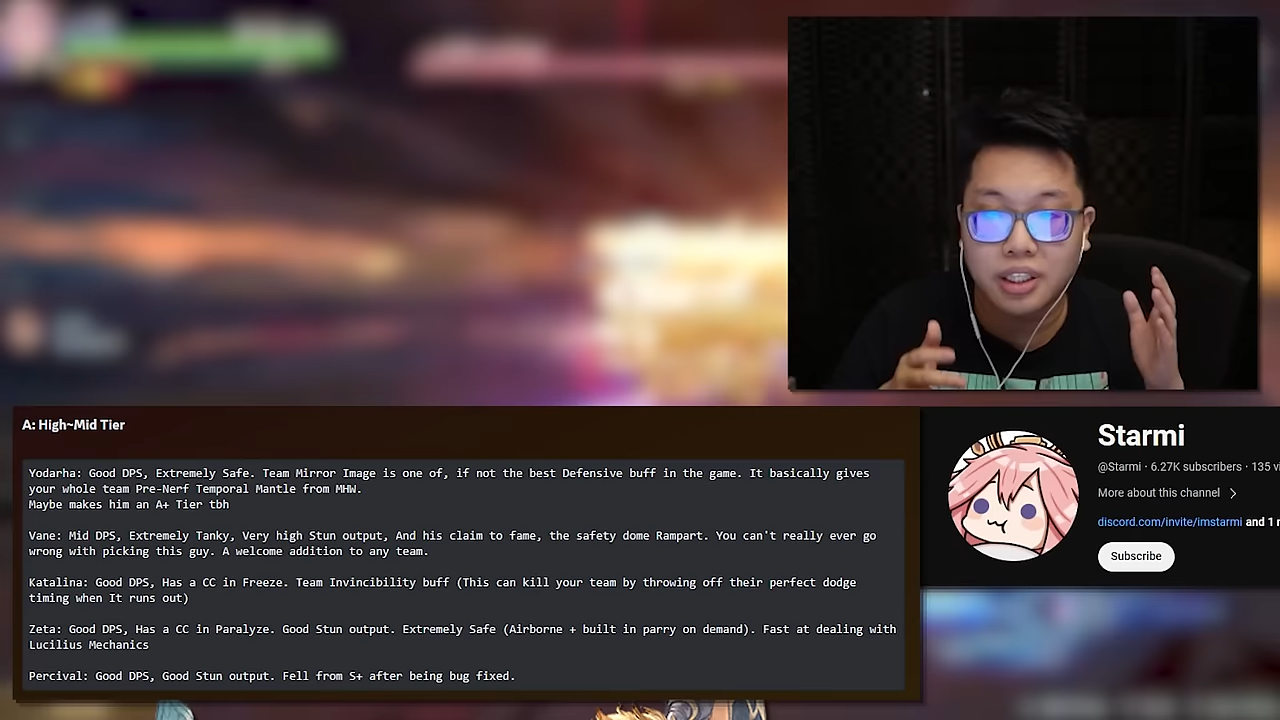 A: High~Mid Tier
Yodarha: Good DPS, Extremely Safe. Team Mirror Image is one of, if not the best Defensive buff in the game. It basically gives
your whole team Pre-Nerf Temporal Mantle from MHW.
Maybe makes him an A+ Tier tbh
Vane: Mid DPS, Extremely Tanky, Very high Stun output, And his claim to fame, the safety dome Rampart. You can't really ever go
wrong with picking this guy. A welcome addition to any team.
Katalina: Good DPS, Has a CC in Freeze. Team Invincibility buff (This can kill your team by throwing off their perfect dodge
timing when It runs out)
Zeta: Good DPS, Has a CC in Paralyze. Good Stun output. Extremely Safe (Airborne + built in parry on demand). Fast at dealing with
Lucilius Mechanics
Percival: Good DPS, Good Stun output. Fell from S+ after being bug fixed.
Starmi
@Starmi · 6.27K subscribers · 135 vi
More about this channel
discord.com/invite/imstarmi and 1 m
Subscribe